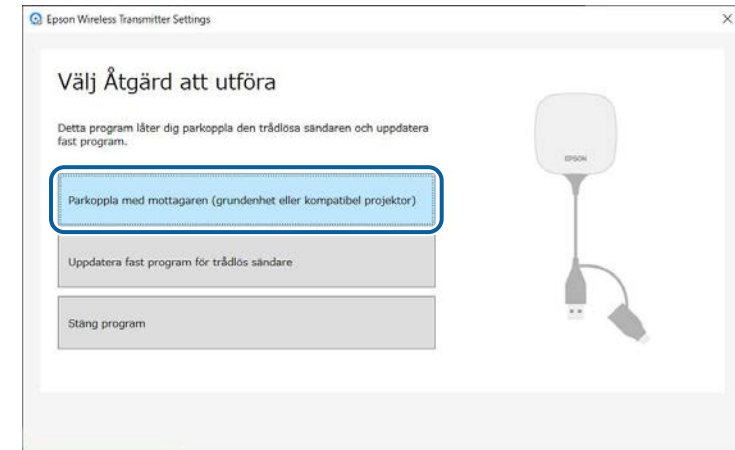 Epson Wireless Transmitter Settings
Välj Åtgärd att utföra
Detta program låter dig parkoppla den trådlösa sändaren och uppdatera
fast program.
EPSON
Parkoppla med mottagaren (grundenhet eller kompatibel projektor)
Uppdatera fast program för trådlös sändare
Stäng program